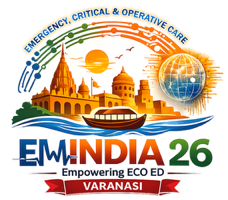 EMERGENCY, CRITICAL & OPERATIVE CARE
EMINDIA 26
Empowering ECO ED
VARANASI